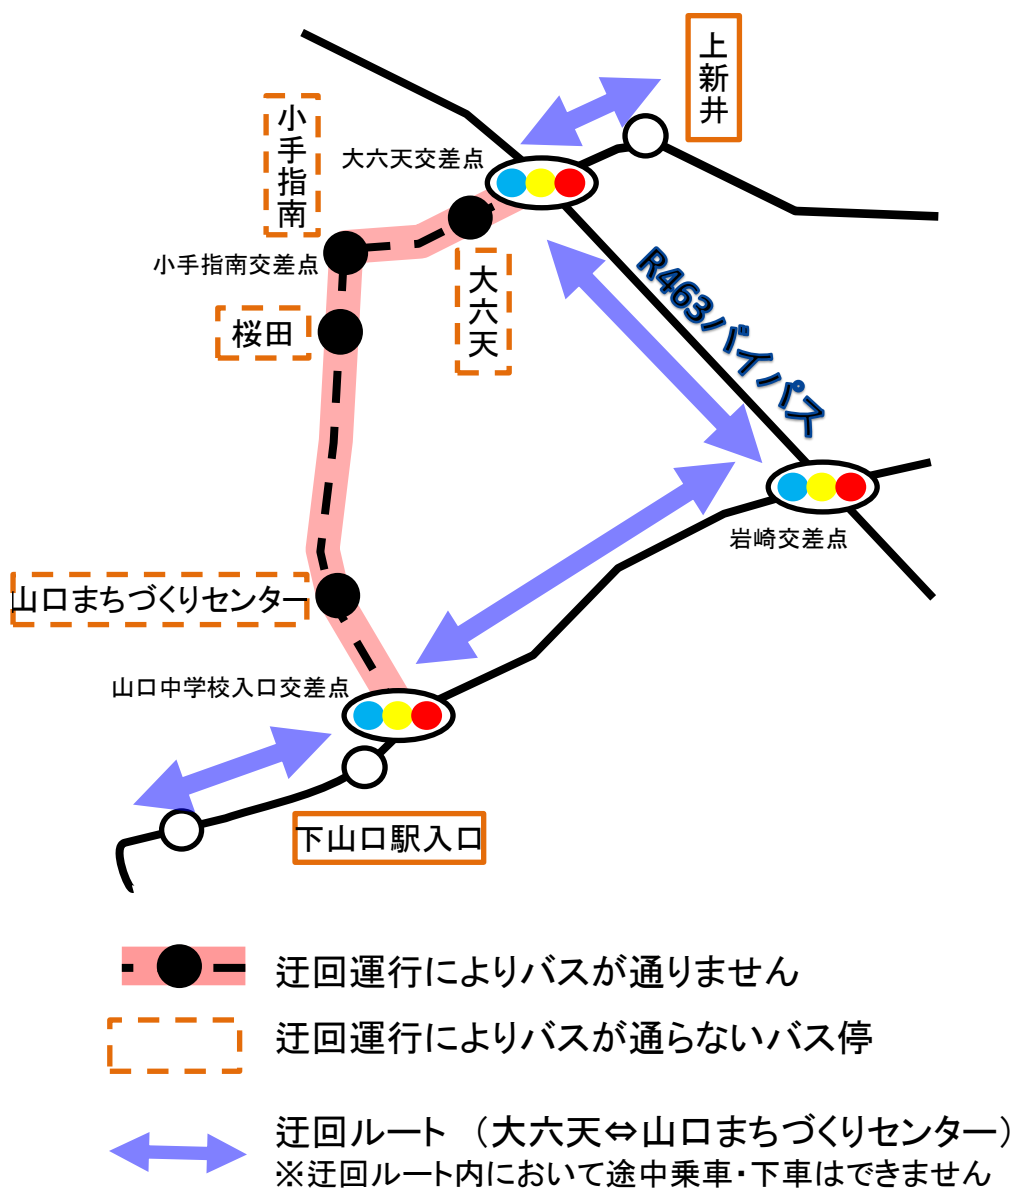 上新井
小手指南
大六天交差点
小手指南交差点
大六天
桜田
R463バイパス
岩崎交差点
山口まちづくりセンター
山口中学校入口交差点
下山口駅入口
迂回運行によりバスが通りません
迂回運行によりバスが通らないバス停
迂回ルート （大六天⇔山口まちづくりセンター）
※迂回ルート内において途中乗車・下車はできません